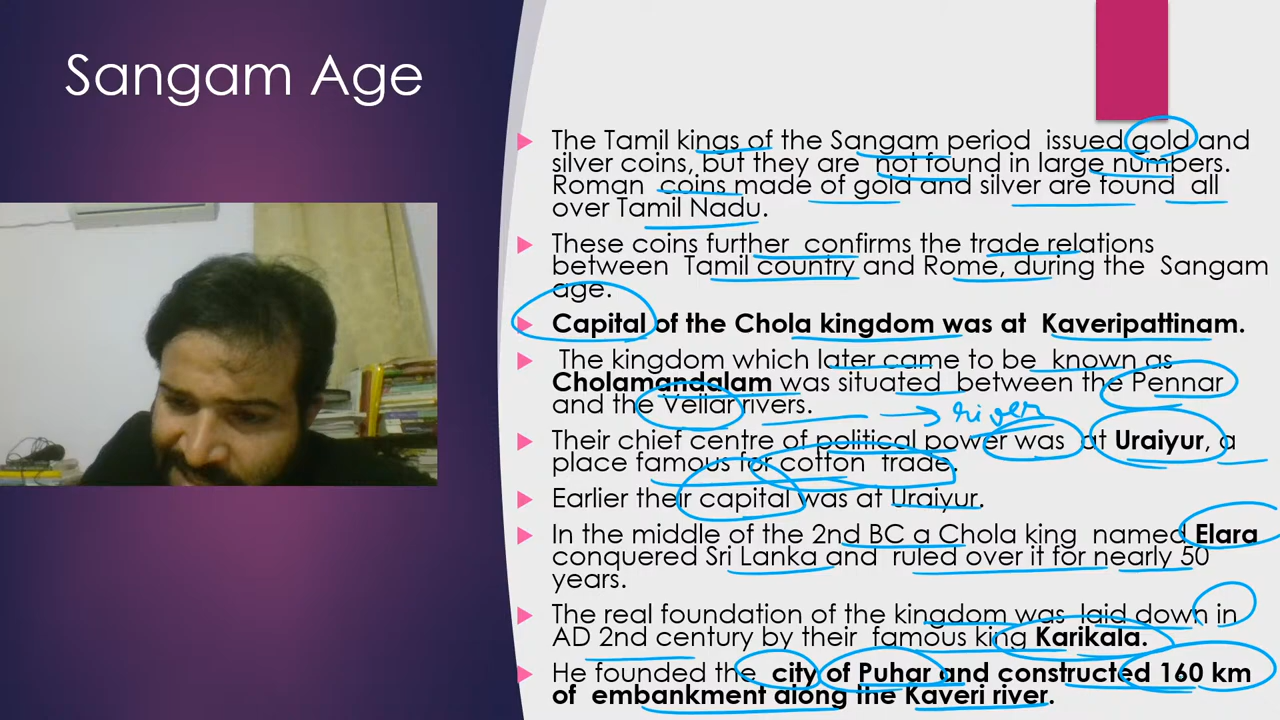 Sangam Age
The Tamil kings of the Sangam period issued gold and
silver coins, but they are not found in large numbers.
Roman coins made of gold and silver are found all
over Tamil Nadu.
These coins further confirms the trade relations
between Tamil country and Rome, during the Sangam
age.
Capital of the Chola kingdom was at Kaveripattinam.
The kingdom which later came to be known as
Cholamandalam was situated between the Pennar
and the Vellar rivers.
river
Their chief centre of political power was at Uraiyur, a
place famous for cotton trade.
Earlier their capital was at Uraiyur.
In the middle of the 2nd BC a Chola king named Elara
conquered Sri Lanka and ruled over it for nearly 50
years.
The real foundation of the kingdom was laid down in
AD 2nd century by their famous king Karikala.
He founded the city of Puhar and constructed 160 km
of embankment along the Kaveri river.